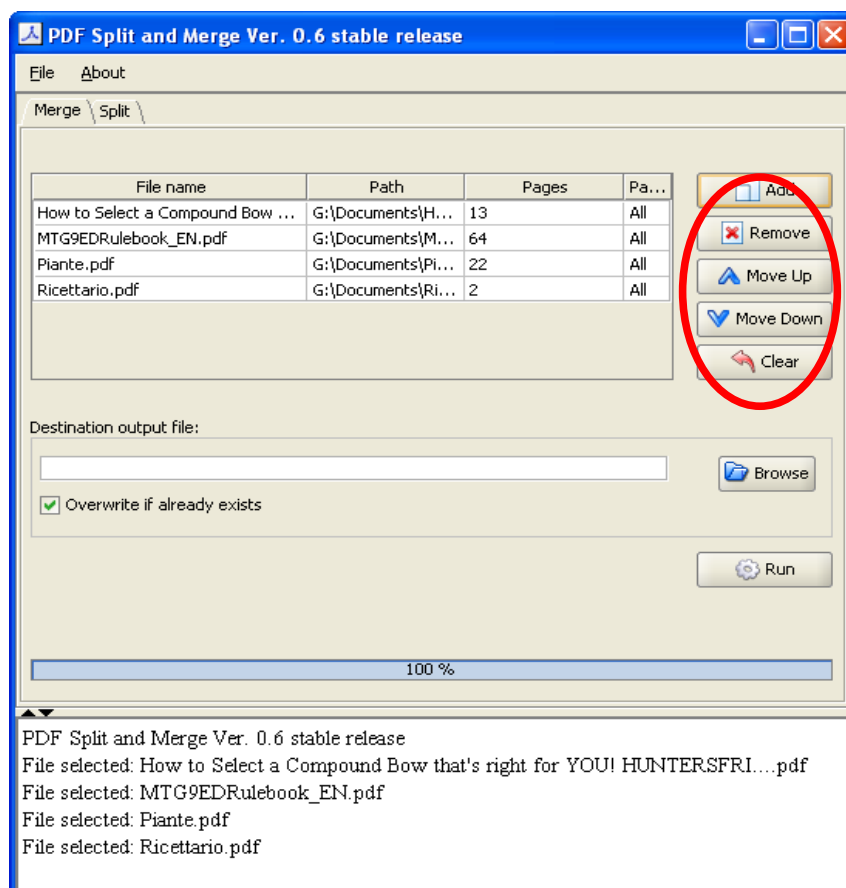 PDF Split and Merge Ver. 0.6 stable release
File About
Merge Split
File name Path Pages Pa...
How to Select a Compound Bow ... G:\Documents\H... 13 All
MTG9EDRulebook_EN.pdf G:\Documents\M... 64 All
Piante.pdf G:\Documents\Pi... 22 All
Ricettario.pdf G:\Documents\Ri... 2 All
Add
Remove
Move Up
Move Down
Clear
Destination output file:
Browse
Overwrite if already exists
Run
100 %
PDF Split and Merge Ver. 0.6 stable release
File selected: How to Select a Compound Bow that's right for YOU! HUNTERSFRI....pdf
File selected: MTG9EDRulebook_EN.pdf
File selected: Piante.pdf
File selected: Ricettario.pdf